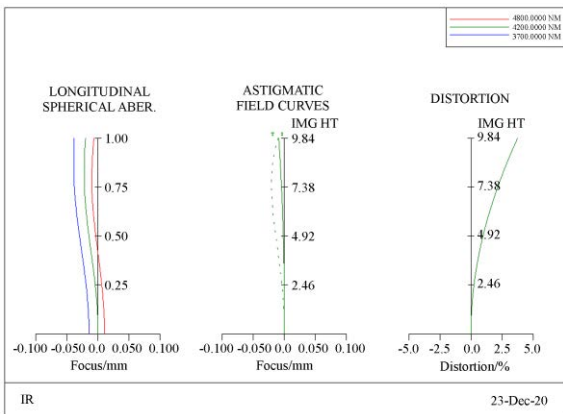 4800.0000 NM
4200.0000 NM
3700.0000 NM
LONGITUDINAL
SPHERICAL ABER.
ASTIGMATIC
FIELD CURVES
DISTORTION
IMG HT
IMG HT
1.00
9.84
9.84
0.75
7.38
7.38
0.50
4.92
4.92
0.25
2.46
2.46
-0.100 -0.050 0.0 0.050 0.100
-0.100 -0.050 0.0 0.050 0.100
-5.0 -2.5 0.0 2.5 5.0
Focus/mm
Focus/mm
Distortion/%
IR
23-Dec-20